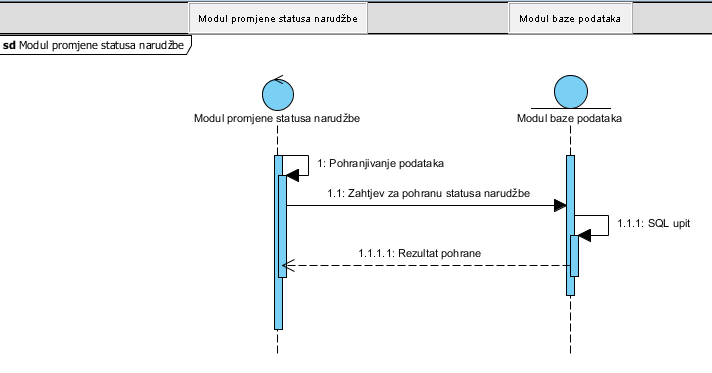 Modul promjene statusa narudžbe
Modul baze podataka
sd Modul promjene statusa narudžbe
Modul promjene statusa narudžbe
Modul baze podataka
1: Pohranjivanje podataka
1.1: Zahtjev za pohranu statusa narudžbe
1.1.1: SQL upit
1.1.1.1: Rezultat pohrane